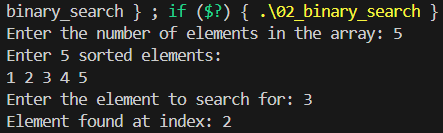 binary_search } ; if ($?) { .\02_binary_search }
Enter the number of elements in the array: 5
Enter 5 sorted elements:
1 2 3 4 5
Enter the element to search for: 3
Element found at index: 2